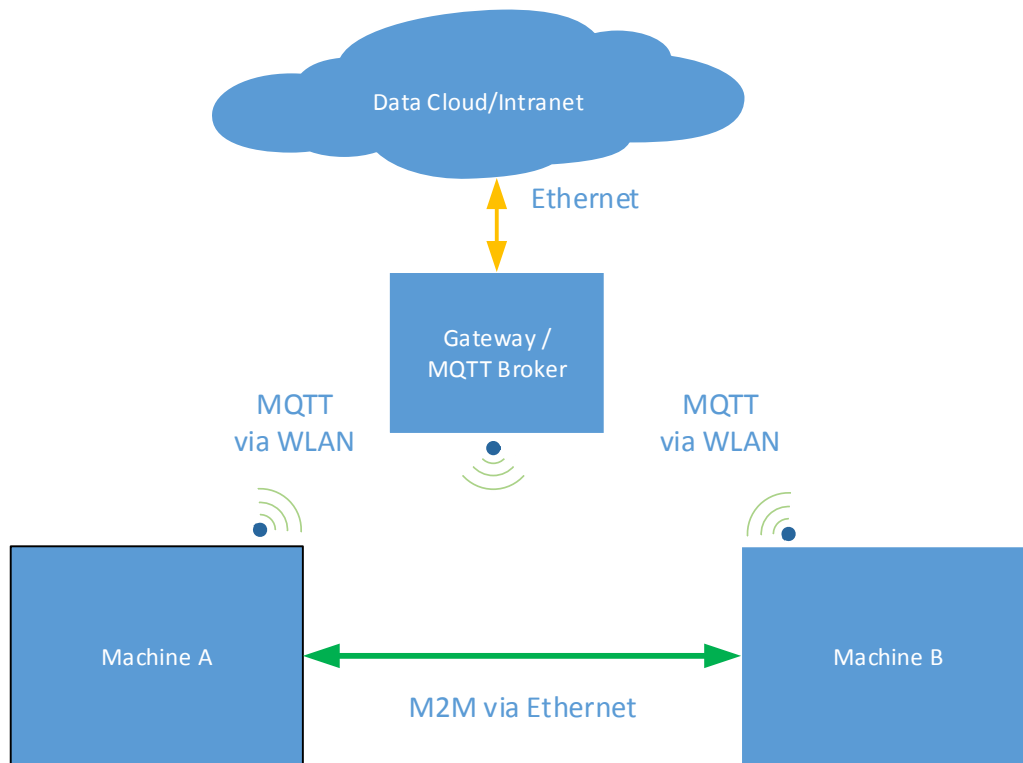 Data Cloud/Intranet
Ethernet
Gateway /
MQTT Broker
MQTT
via WLAN
MQTT
via WLAN
Machine A
Machine B
M2M via Ethernet